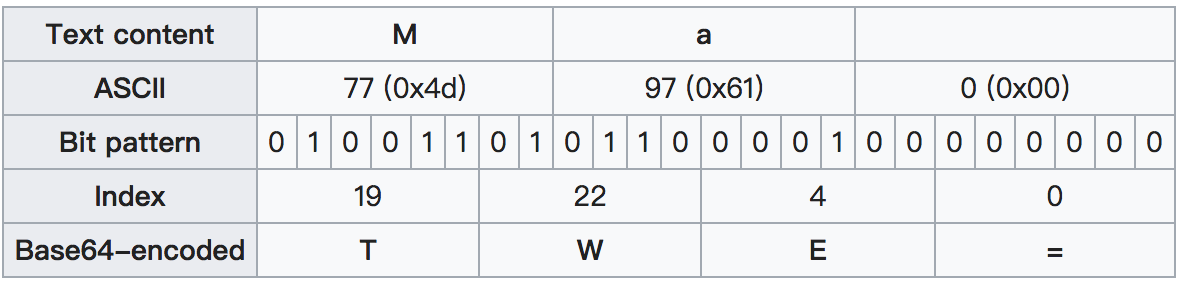 Text content M a
ASCII 77 (0x4d) 97 (0x61) 0 (0x00)
Bit pattern 0 1 0 0 1 1 0 1 0 1 1 0 0 0 0 1 0 0 0 0 0 0 0 0
Index 19 22 4 0
Base64–encoded T W E =